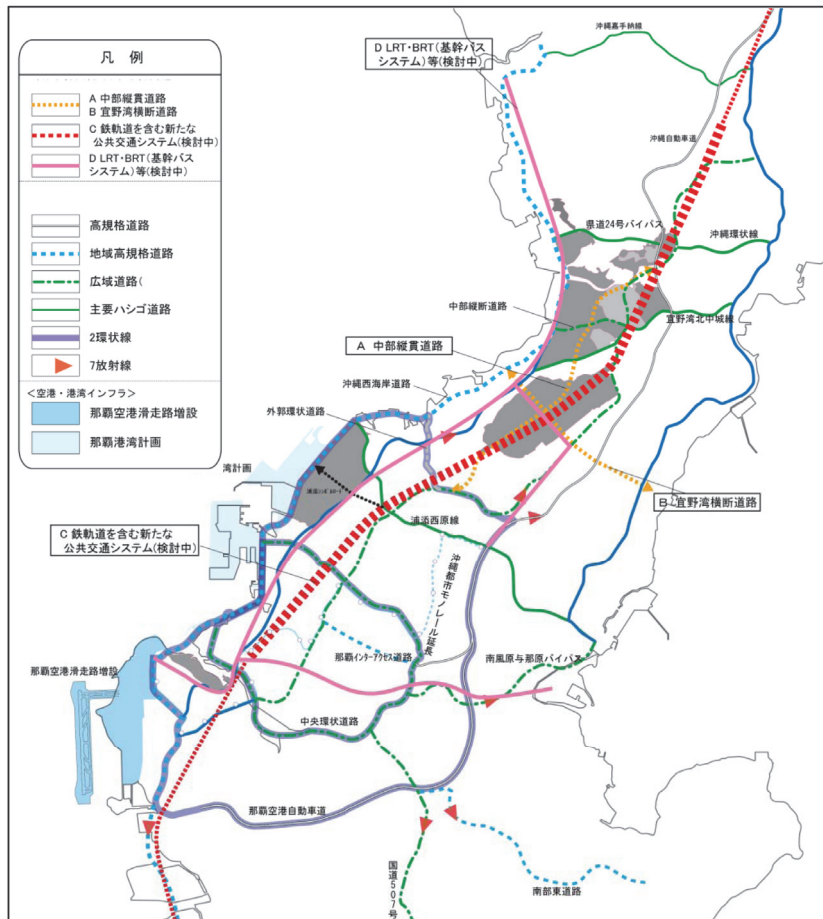 凡 例
A 中部縦貫道路
B 宜野湾横断道路
C 鉄軌道を含む新たな
公共交通システム(検討中)
D LRT・BRT(基幹バス
システム)等(検討中)
高規格道路
地域高規格道路
広域道路(
主要ハシゴ道路
2環状線
7放射線
<空港・港湾インフラ>
那覇空港滑走路増設
那覇港湾計画
沖縄嘉手納線
D LRT・BRT(基幹バス
システム)等(検討中)
沖縄自動車道
県道24号バイパス
沖縄環状線
中部縦断道路
宜野湾北中城線
A 中部縦貫道路
沖縄西海岸道路
外郭環状道路
湾計画
B 宜野湾横断道路
浦添西原線
C 鉄軌道を含む新たな
公共交通システム(検討中)
沖縄都市モノレール延長
那覇インターアクセス道路
南風原与那原バイパス
那覇空港滑走路増設
中央環状道路
那覇空港自動車道
国道507号
南部東道路